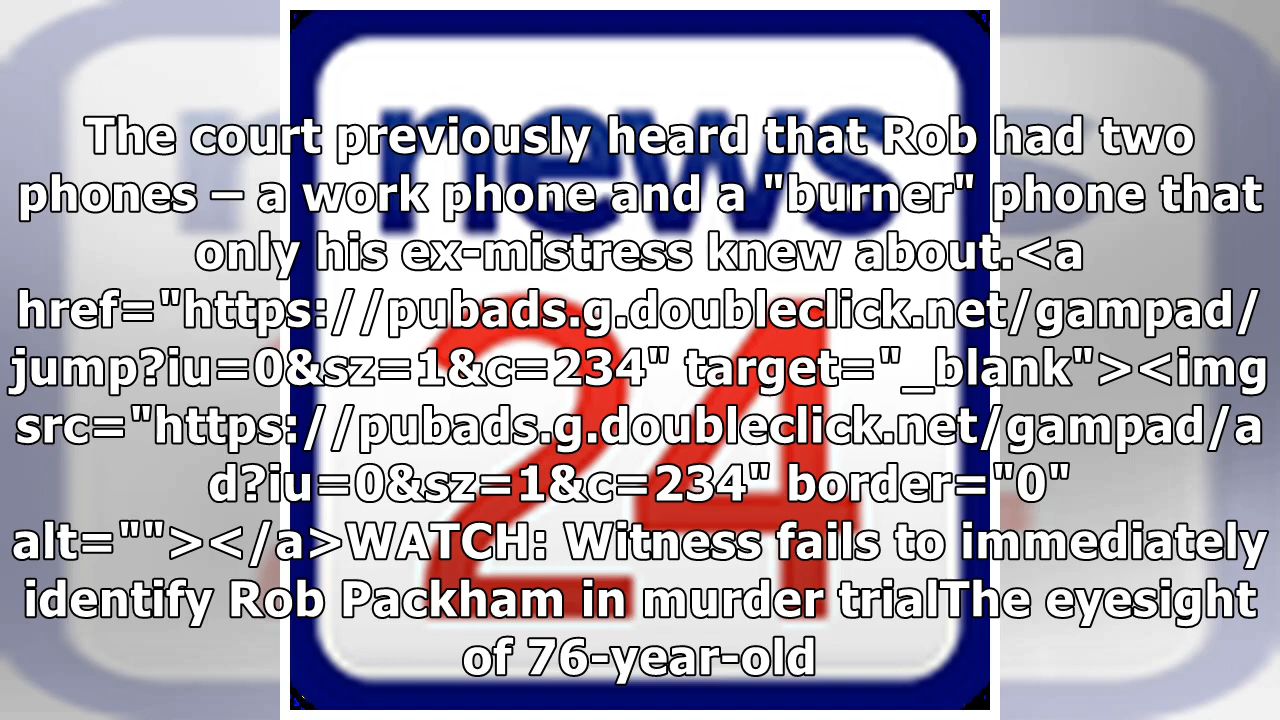 news
24
The court previously heard that Rob had two
phones – a work phone and a "burner" phone that
only his ex-mistress knew about.<a
href="https://pubads.g.doubleclick.net/gampad/
jump?iu=0&sz=1&c=234" target="_blank"><img
src="https://pubads.g.doubleclick.net/gampad/a
d?iu=0&sz=1&c=234" border="0"
alt=""></a>WATCH: Witness fails to immediately
identify Rob Packham in murder trialThe eyesight
of 76-year-old